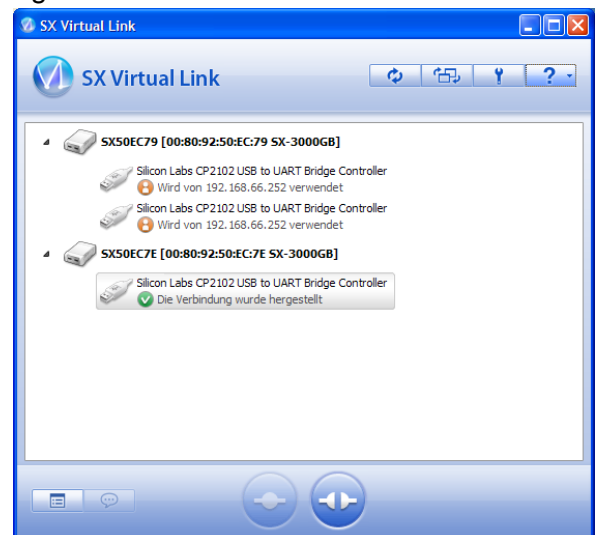 SX Virtual Link
SX Virtual Link
?
SX50EC79 [00:80:92:50:EC:79 SX-3000GB]
Silicon Labs CP2102 USB to UART Bridge Controller
Wird von 192.168.66.252 verwendet
Silicon Labs CP2102 USB to UART Bridge Controller
Wird von 192.168.66.252 verwendet
SX50EC7E [00:80:92:50:EC:7E SX-3000GB]
Silicon Labs CP2102 USB to UART Bridge Controller
Die Verbindung wurde hergestellt